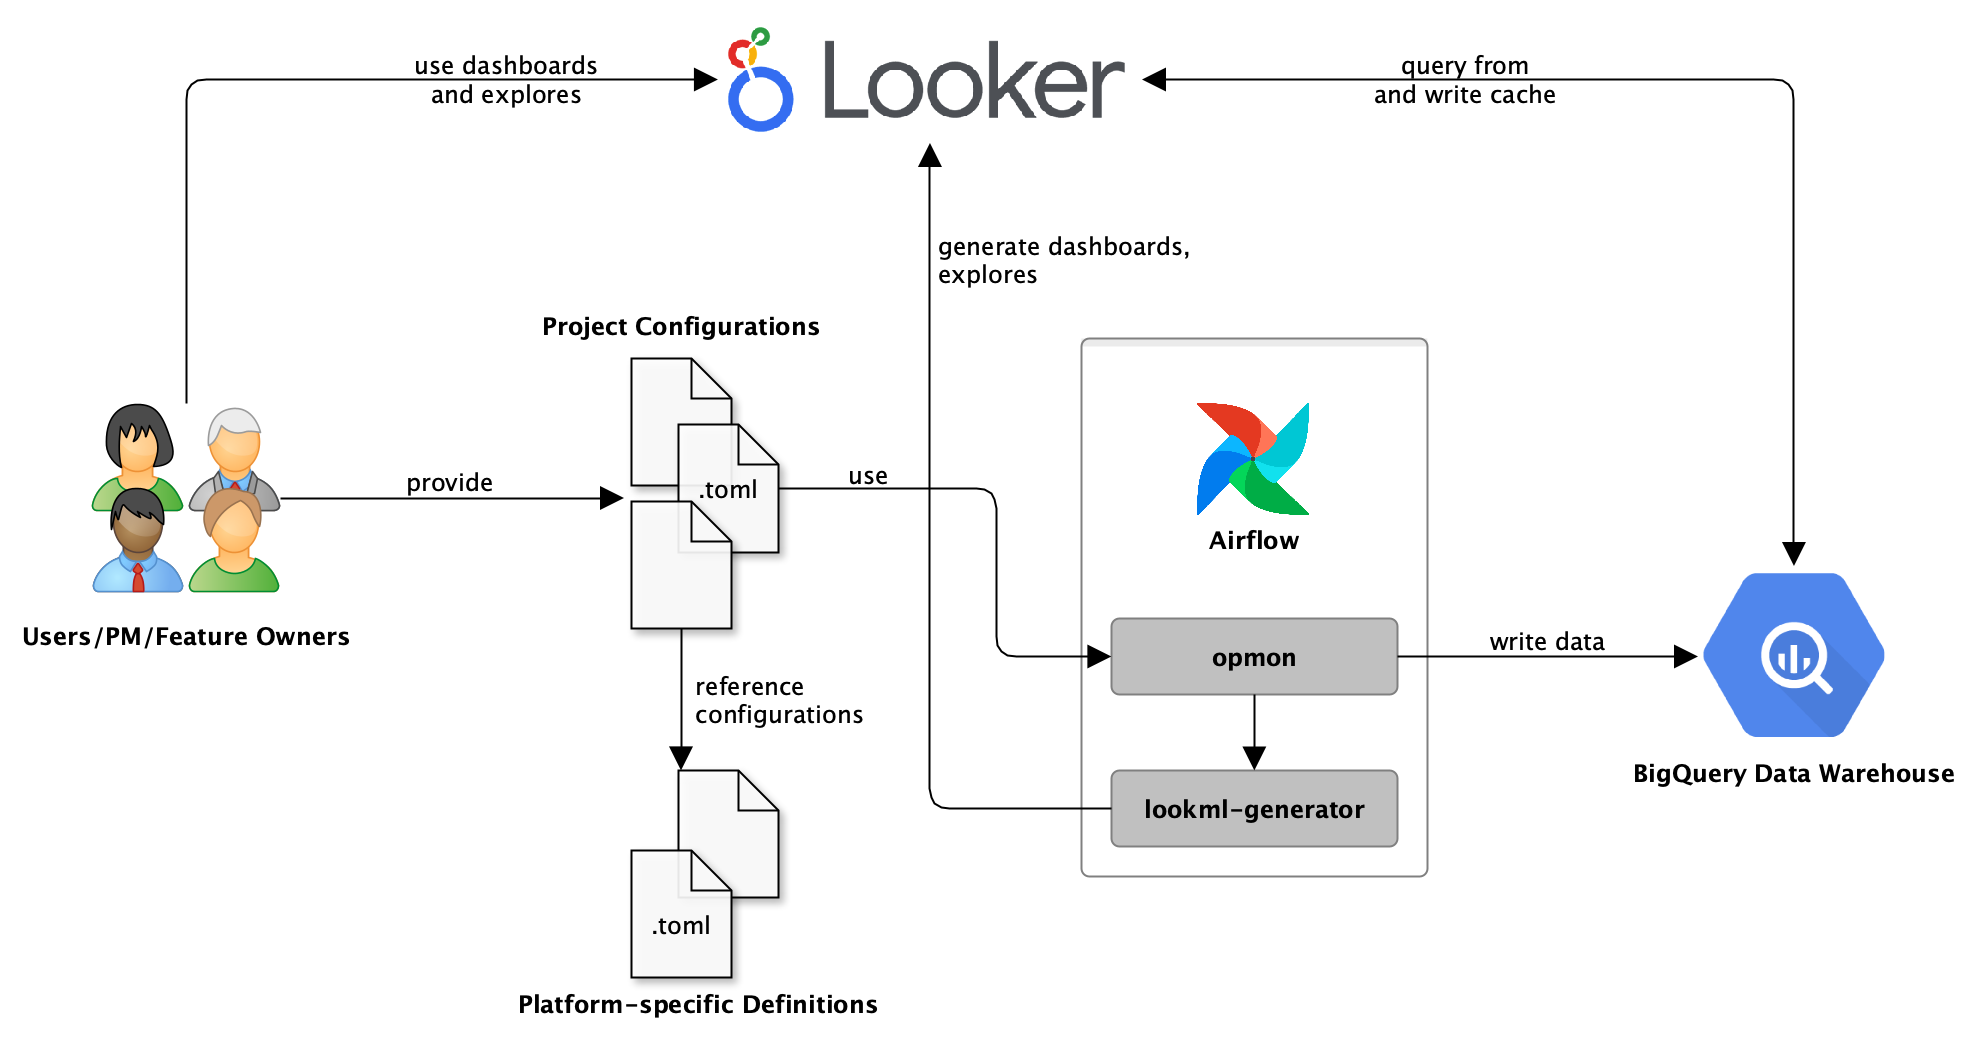 use dashboards
and explores
Looker
query from
and write cache
generate dashboards,
explores
Project Configurations
.toml
use
provide
Airflow
Users/PM/Feature Owners
opmon
write data
reference
configurations
BigQuery Data Warehouse
lookml-generator
.toml
Platform-specific Definitions